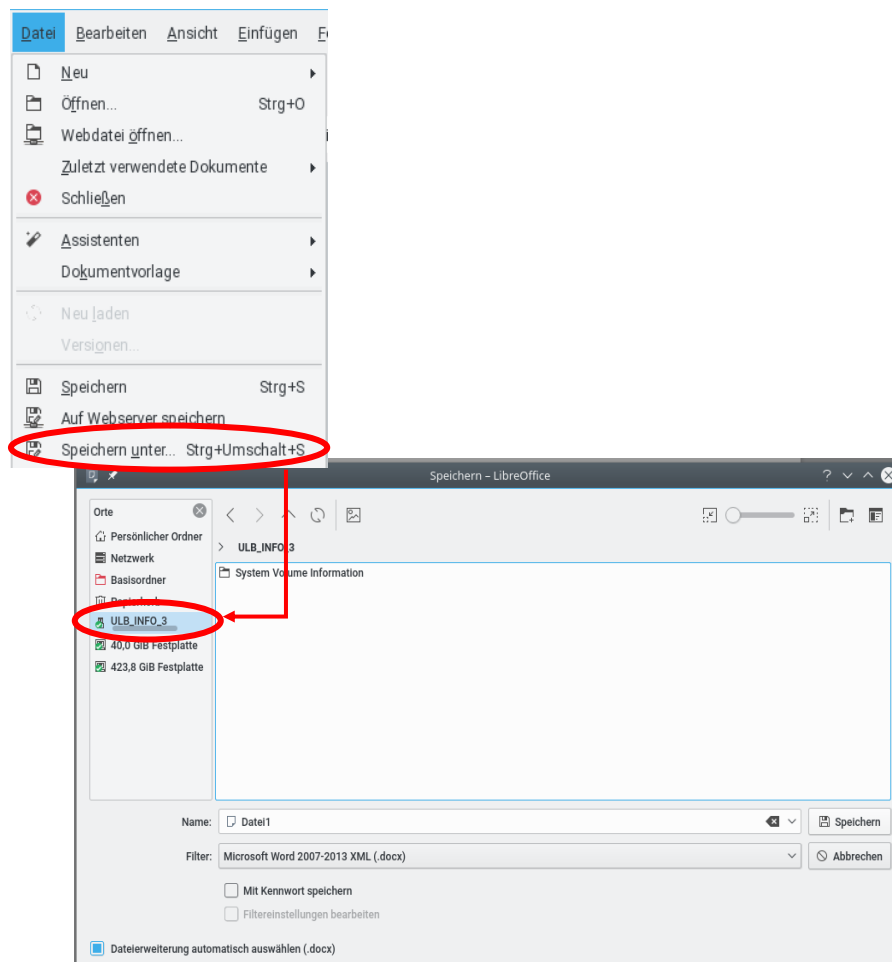 Datei Bearbeiten Ansicht Einfügen
Neu
Öffnen... Strg+O
Webdatei öffnen...
Zuletzt verwendete Dokumente
Schließen
Assistenten
Dokumentvorlage
Neu laden
Versionen...
Speichern Strg+S
Auf Webserver speichern
Speichern unter... Strg+Umschalt+S
Speichern – LibreOffice
Orte
Persönlicher Ordner
Netzwerk
Basisordner
ULB_INFO_3
40,0 GiB Festplatte
423,8 GiB Festplatte
> ULB_INFO_3
System Volume Information
Name: Datei1 Speichern
Filter: Microsoft Word 2007-2013 XML (.docx) Abbrechen
Mit Kennwort speichern
Filtereinstellungen bearbeiten
Dateierweiterung automatisch auswählen (.docx)